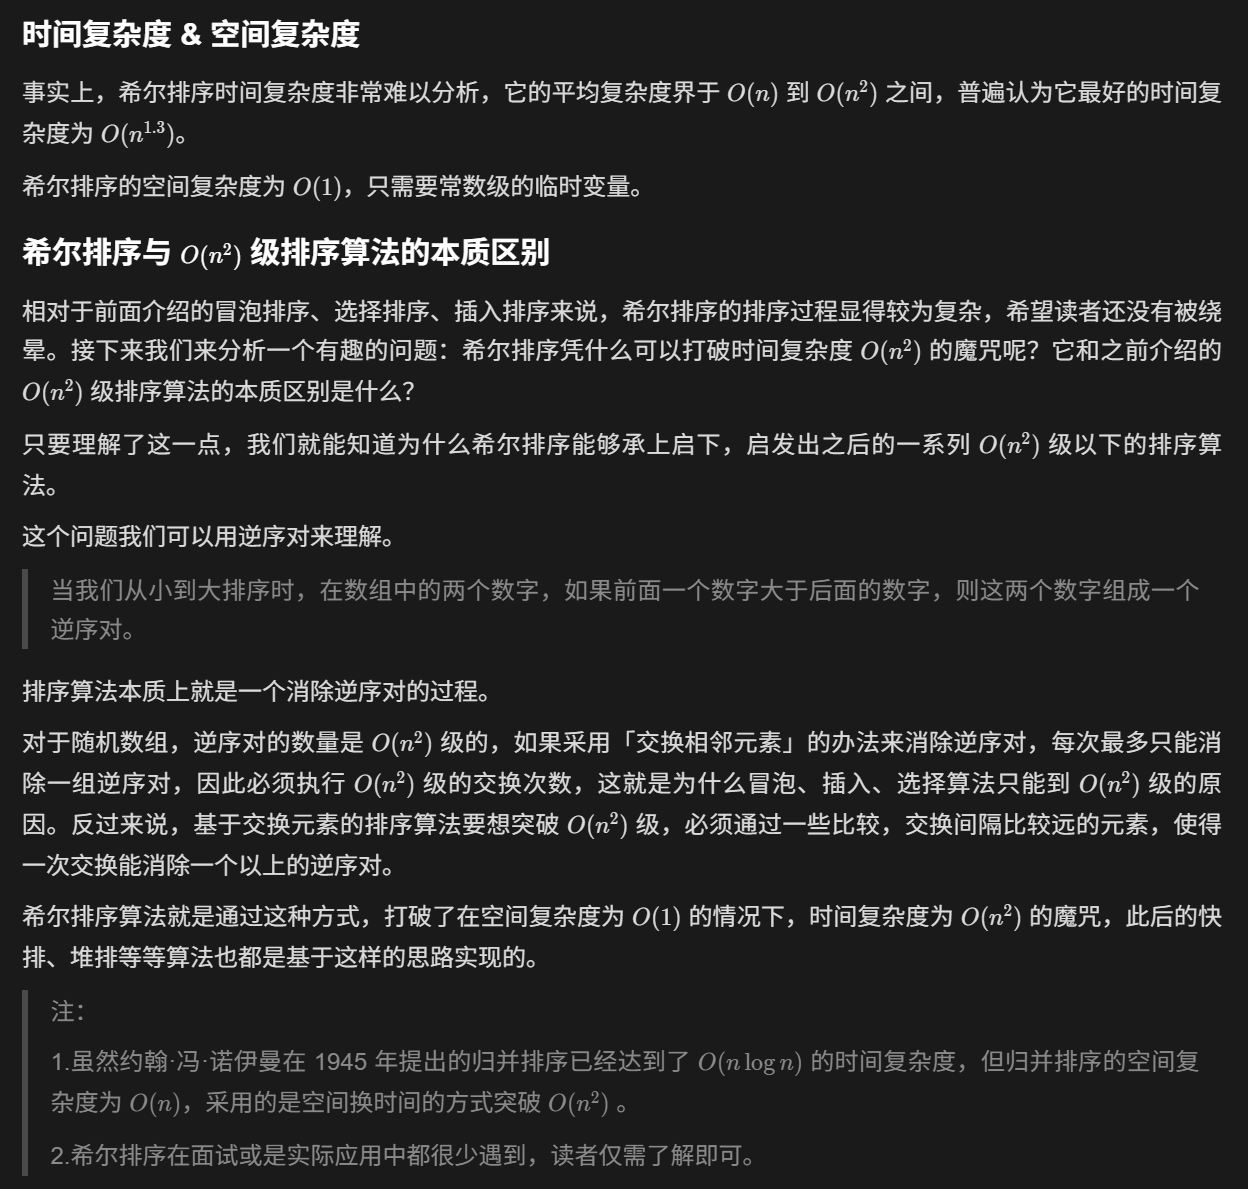 时间复杂度 & 空间复杂度
事实上，希尔排序时间复杂度非常难以分析，它的平均复杂度界于 O(n) 到 O(n²) 之间，普遍认为它最好的时间复
杂度为 O(n^{1.3})。
希尔排序的空间复杂度为 O(1)，只需要常数级的临时变量。
希尔排序与 O(n²) 级排序算法的本质区别
相对于前面介绍的冒泡排序、选择排序、插入排序来说，希尔排序的排序过程显得较为复杂，希望读者还没有被绕
晕。接下来我们来分析一个有趣的问题：希尔排序凭什么可以打破时间复杂度 O(n²) 的魔咒呢？它和之前介绍的
O(n²) 级排序算法的本质区别是什么？
只要理解了这一点，我们就能知道为什么希尔排序能够承上启下，启发出之后的一系列 O(n²) 级以下的排序算
法。
这个问题我们可以用逆序对来理解。
当我们从小到大排序时，在数组中的两个数字，如果前面一个数字大于后面的数字，则这两个数字组成一个
逆序对。
排序算法本质上就是一个消除逆序对的过程。
对于随机数组，逆序对的数量是 O(n²) 级的，如果采用「交换相邻元素」的办法来消除逆序对，每次最多只能消
除一组逆序对，因此必须执行 O(n²) 级的交换次数，这就是为什么冒泡、插入、选择算法只能到 O(n²) 级的原
因。反过来说，基于交换元素的排序算法要想突破 O(n²) 级，必须通过一些比较，交换间隔比较远的元素，使得
一次交换能消除一个以上的逆序对。
希尔排序算法就是通过这种方式，打破了在空间复杂度为 O(1) 的情况下，时间复杂度为 O(n²) 的魔咒，此后的快
排、堆排等等算法也都是基于这样的思路实现的。
注：
1.虽然约翰·冯·诺伊曼在 1945 年提出的归并排序已经达到了 O(n log n) 的时间复杂度，但归并排序的空间复
杂度为 O(n)，采用的是空间换时间的方式突破 O(n²) 。
2.希尔排序在面试或是实际应用中都很少遇到，读者仅需了解即可。